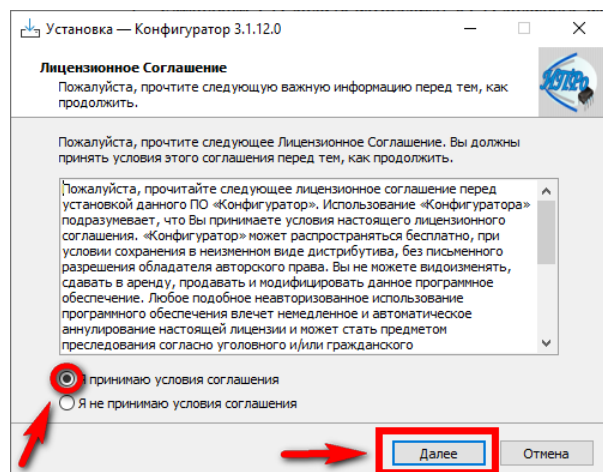 Установка — Конфигуратор 3.1.12.0
Лицензионное Соглашение
Пожалуйста, прочтите следующую важную информацию перед тем, как
продолжить.
Пожалуйста, прочтите следующее Лицензионное Соглашение. Вы должны
принять условия этого соглашения перед тем, как продолжить.
Пожалуйста, прочитайте следующее лицензионное соглашение перед
установкой данного ПО «Конфигуратор». Использование «Конфигуратора»
подразумевает, что Вы принимаете условия настоящего лицензионного
соглашения. «Конфигуратор» может распространяться бесплатно, при
условии сохранения в неизменном виде дистрибутива, без письменного
разрешения обладателя авторского права. Вы не можете видоизменять,
сдавать в аренду, продавать и модифицировать данное программное
обеспечение. Любое подобное неавторизованное использование
программного обеспечения влечет немедленное и автоматическое
аннулирование настоящей лицензии и может стать предметом
преследования согласно уголовного и/или гражданского
Я принимаю условия соглашения
Я не принимаю условия соглашения
Далее
Отмена